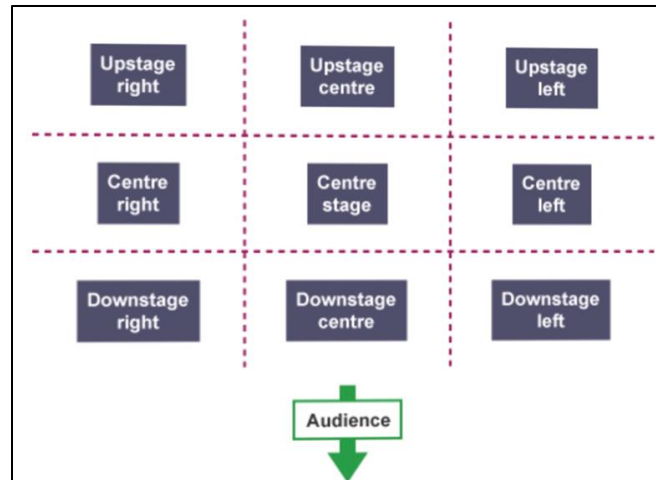 Upstage
right
Upstage
centre
Upstage
left
Centre
right
Centre
stage
Centre
left
Downstage
right
Downstage
centre
Downstage
left
Audience